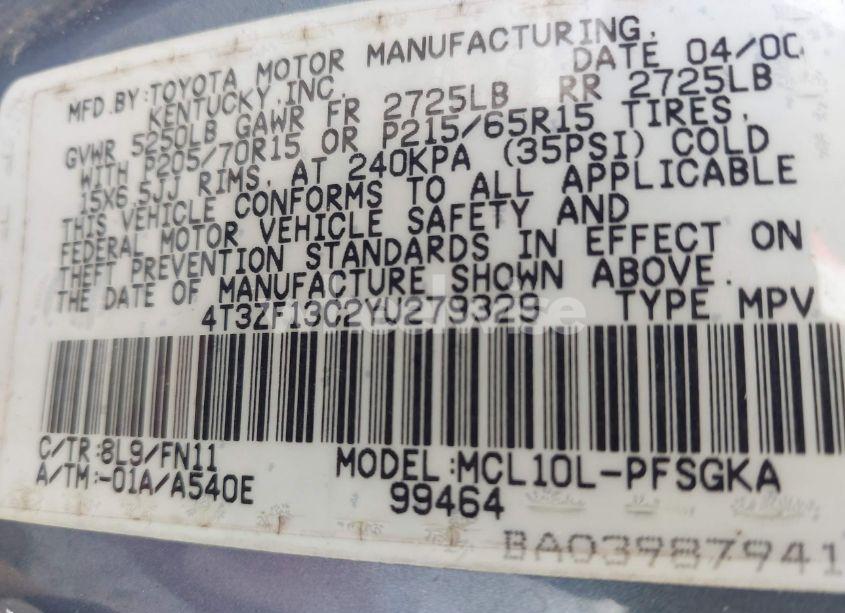 MFD.BY:TOYOTA MOTOR MANUFACTURING,
KENTUCKY,INC. DATE 04/00
GVWR 5250LB GAWR FR 2725LB RR 2725LB
WITH P205/70R15 OR P215/65R15 TIRES,
15X6.5JJ RIMS, AT 240KPA (35PSI) COLD
THIS VEHICLE CONFORMS TO ALL APPLICABLE
FEDERAL MOTOR VEHICLE SAFETY AND
THEFT PREVENTION STANDARDS IN EFFECT ON
THE DATE OF MANUFACTURE SHOWN ABOVE.
4T3ZF13C2YU279329 TYPE MPV
C/TR:8L9/FN11
A/TM:-01A/A540E
MODEL:MCL10L-PFSGKA
99464
BA03987941